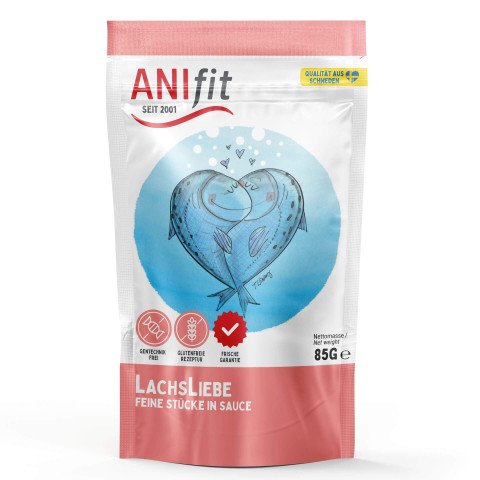 ANIfit
SEIT 2001
QUALITÄT AUS
SCHWEDEN
GENTECHNIK
FREI
GLUTENFREIE
REZEPTUR
FRISCHE
GARANTIE
Nettomasse /
Net weight
85G e
LACHSLIEBE
FEINE STÜCKE IN SAUCE